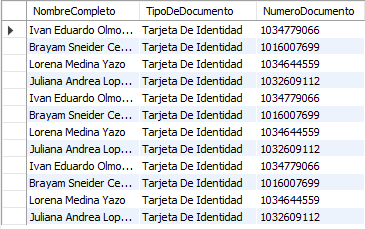 NombreCompleto TipoDeDocumento NumeroDocumento
Ivan Eduardo Olmo... Tarjeta De Identidad 1034779066
Brayam Sneider Ce... Tarjeta De Identidad 1016007699
Lorena Medina Yazo Tarjeta De Identidad 1034644559
Juliana Andrea Lop... Tarjeta De Identidad 1032609112
Ivan Eduardo Olmo... Tarjeta De Identidad 1034779066
Brayam Sneider Ce... Tarjeta De Identidad 1016007699
Lorena Medina Yazo Tarjeta De Identidad 1034644559
Juliana Andrea Lop... Tarjeta De Identidad 1032609112
Ivan Eduardo Olmo... Tarjeta De Identidad 1034779066
Brayam Sneider Ce... Tarjeta De Identidad 1016007699
Lorena Medina Yazo Tarjeta De Identidad 1034644559
Juliana Andrea Lop... Tarjeta De Identidad 1032609112